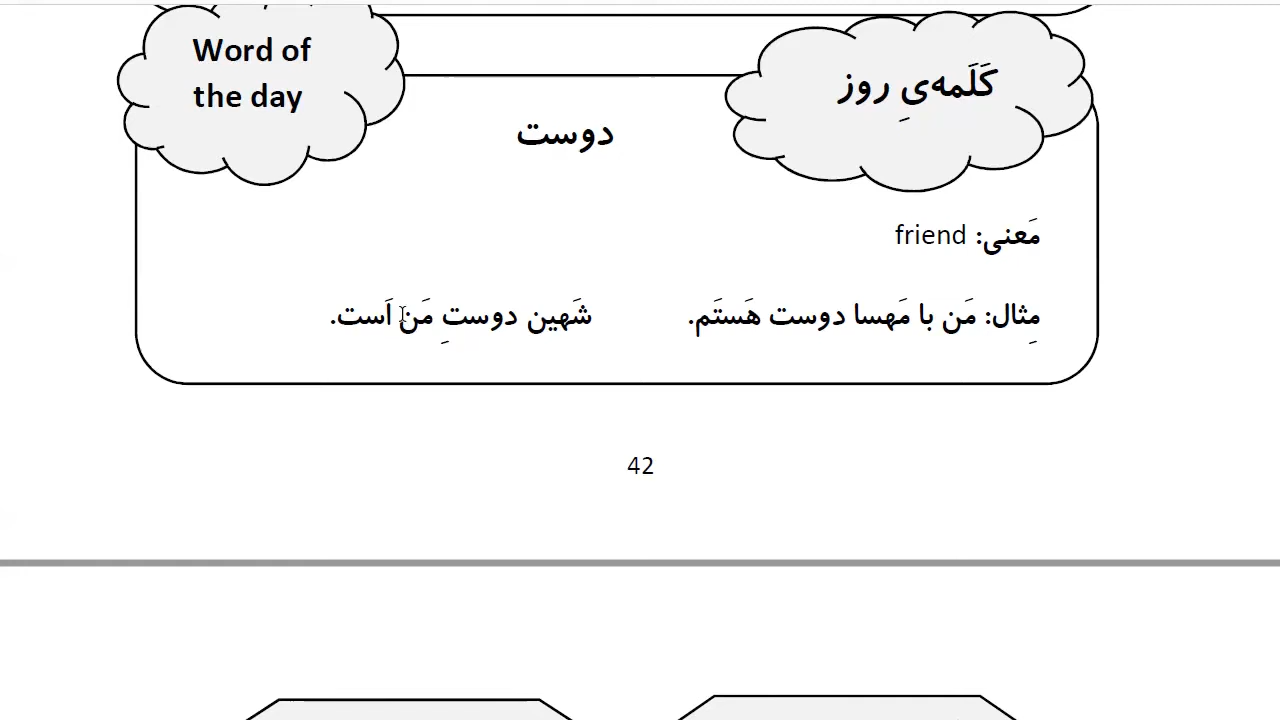 Word of
the day
کَلَمه‌یِ روز
دوست
مَعنی: friend
مِثال: مَن با مَهسا دوست هَستَم. شَهین دوستِ مَن اَست.
42